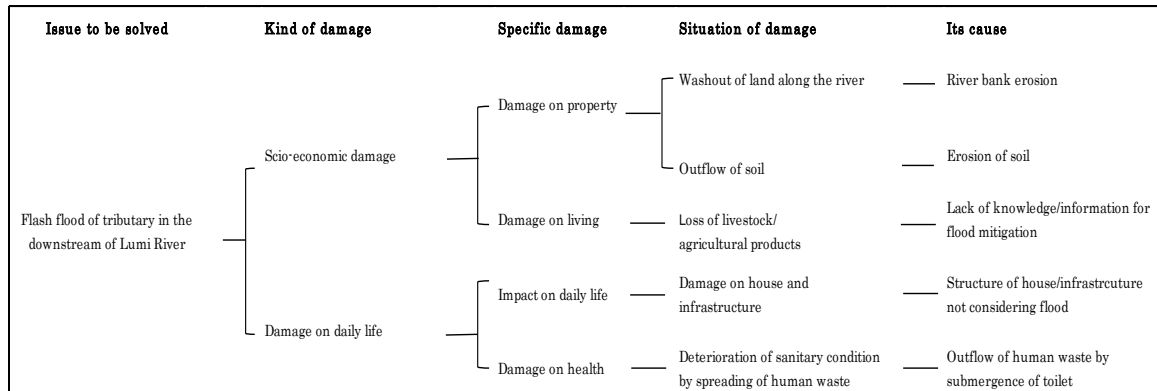 Issue to be solved Kind of damage Specific damage Situation of damage Its cause
Washout of land along the river River bank erosion
Damage on property
Scio-economic damage
Outflow of soil Erosion of soil
Flash flood of tributary in the
downstream of Lumi River
Damage on living Loss of livestock/
agricultural products
Lack of knowledge/information for
flood mitigation
Impact on daily life Damage on house and
infrastructure
Structure of house/infrastrcuture
not considering flood
Damage on daily life
Damage on health Deterioration of sanitary condition
by spreading of human waste
Outflow of human waste by
submergence of toilet